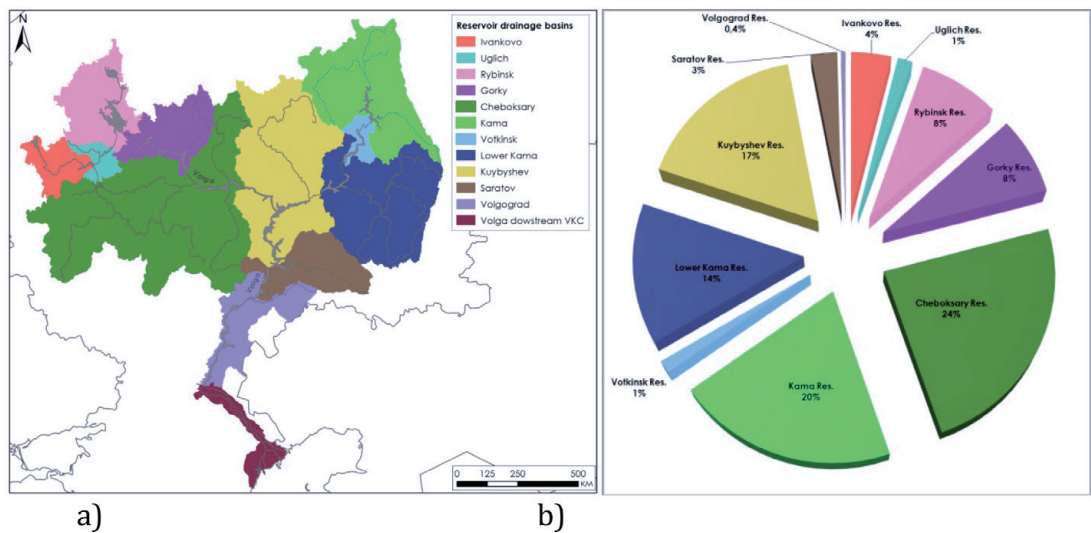 N
Reservoir drainage basins
Ivankovo
Uglich
Rybinsk
Gorky
Cheboksary
Kama
Votkinsk
Lower Kama
Kuybyshev
Saratov
Volgograd
Volga dowstream VKC
Volga
Volga
0 125 250 500
KM
a)
Volgograd Res.
0,4%
Ivankovo Res.
4%
Uglich Res.
1%
Saratov Res.
3%
Rybinsk Res.
8%
Kuybyshev Res.
17%
Gorky Res.
8%
Lower Kama Res.
14%
Cheboksary Res.
24%
Votkinsk Res.
1%
Kama Res.
20%
b)